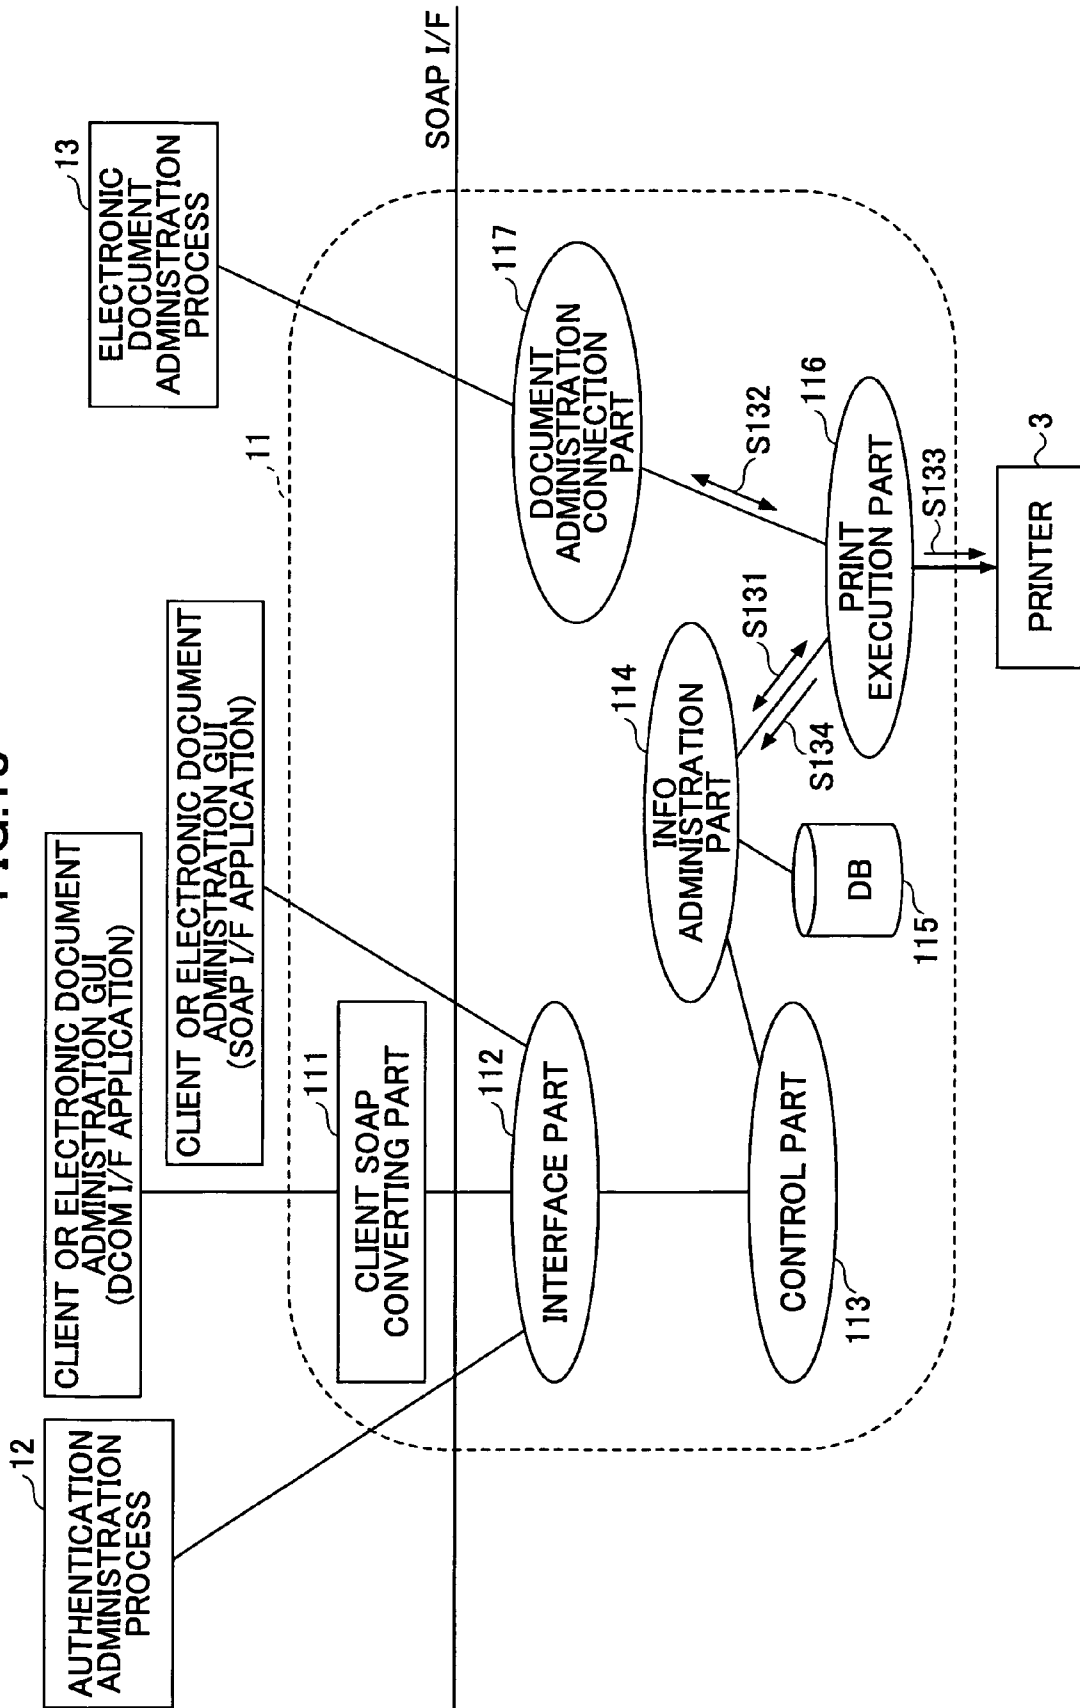 12
AUTHENTICATION
ADMINISTRATION
PROCESS
CLIENT OR ELECTRONIC DOCUMENT
ADMINISTRATION GUI
(DCOM I/F APPLICATION)
CLIENT OR ELECTRONIC DOCUMENT
ADMINISTRATION GUI
(SOAP I/F APPLICATION)
13
ELECTRONIC
DOCUMENT
ADMINISTRATION
PROCESS
11
111
CLIENT SOAP
CONVERTING PART
SOAP I/F
112
INTERFACE PART
117
DOCUMENT
ADMINISTRATION
CONNECTION
PART
114
INFO
ADMINISTRATION
PART
S131
S132
S134
116
PRINT
EXECUTION PART
CONTROL PART
113
DB
115
S133
3
PRINTER